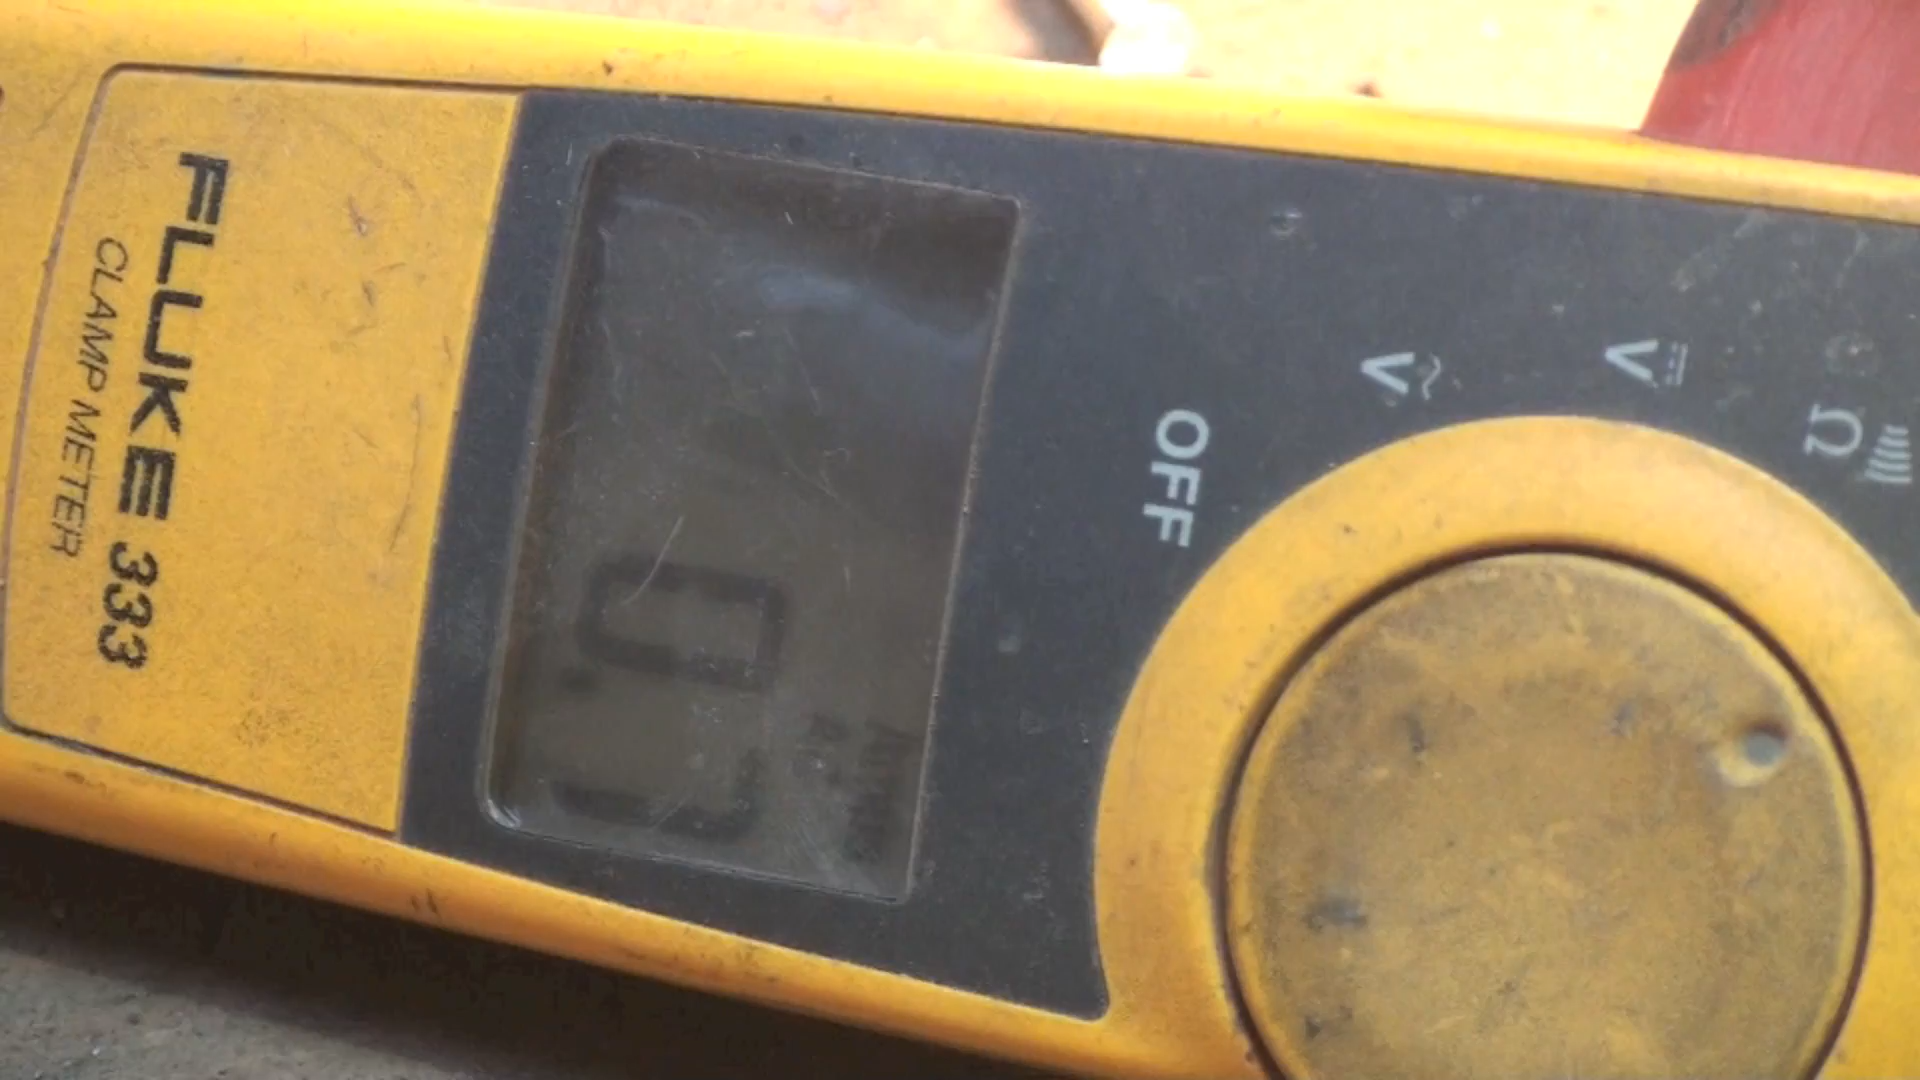 Ω
V
V
OFF
FLUKE 333
CLAMP METER